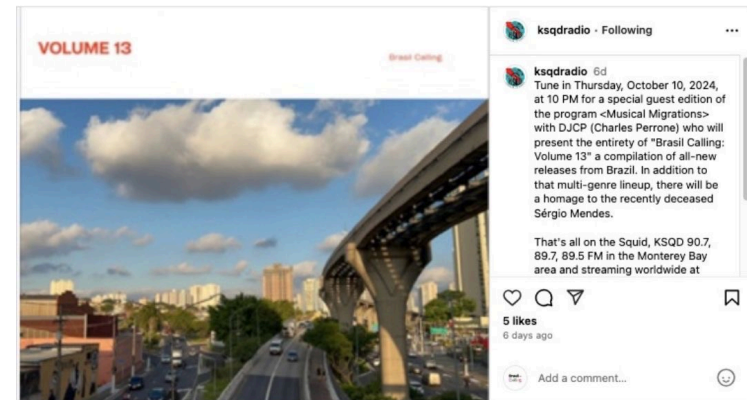 VOLUME 13
Brasil Calling
ksqdradio • Following
ksqdradio 6d
Tune in Thursday, October 10, 2024,
at 10 PM for a special guest edition of
the program <Musical Migrations>
with DJCP (Charles Perrone) who will
present the entirety of "Brasil Calling:
Volume 13" a compilation of all-new
releases from Brazil. In addition to
that multi-genre lineup, there will be
a homage to the recently deceased
Sérgio Mendes.
That's all on the Squid, KSQD 90.7,
89.7, 89.5 FM in the Monterey Bay
area and streaming worldwide at
5 likes
6 days ago
Add a comment...